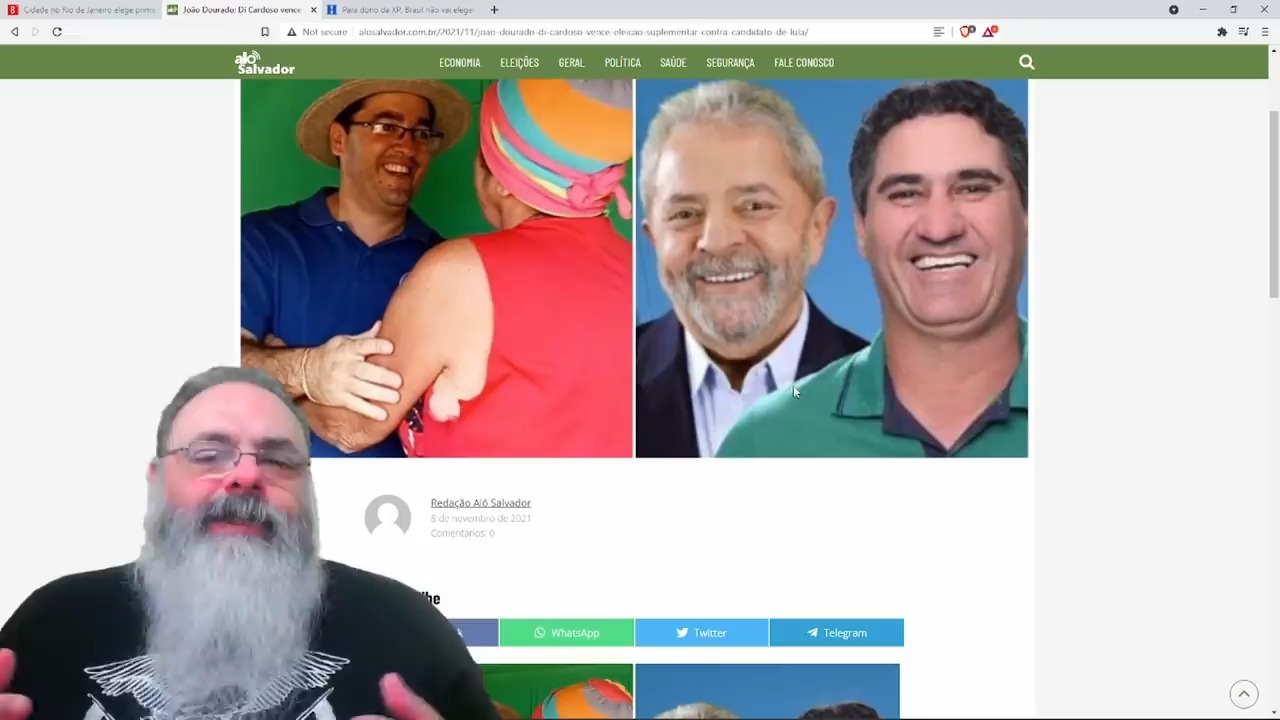 Cidade no Rio de Janeiro elege prime
João Dourado: Di Cardoso vence
Para dono da XP, Brasil não vai eleger
Not secure
alosalvador.com.br/2021/11/joao-dourado-di-cardoso-vence-eleicao-suplementar-contra-candidato-de-lula/
alô Salvador
ECONOMIA ELEIÇÕES GERAL POLÍTICA SAÚDE SEGURANÇA FALE CONOSCO
Redação Alô Salvador
8 de novembro de 2021
Comentários: 0
WhatsApp
Twitter
Telegram